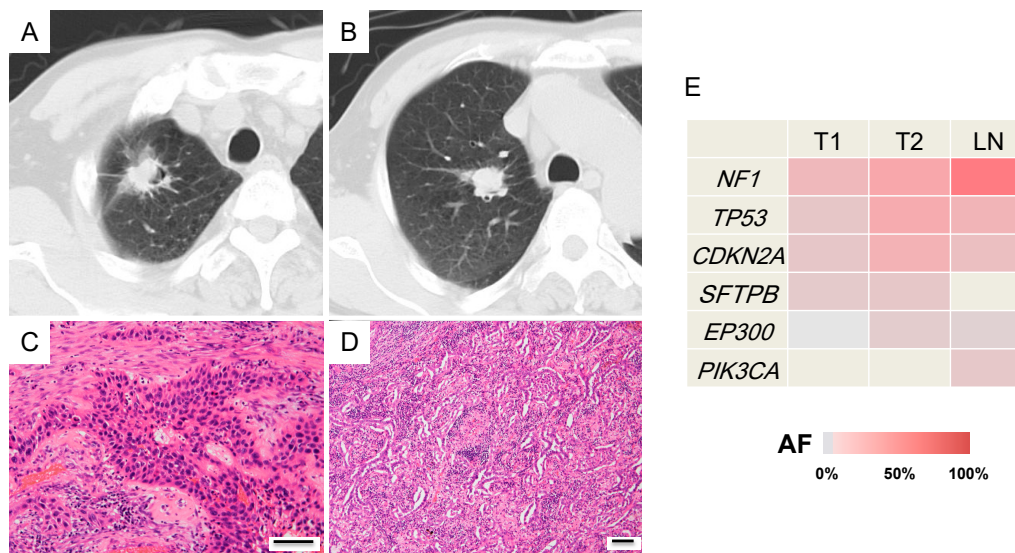 A
B
C
D
E
T1 T2 LN
NF1
TP53
CDKN2A
SFTPB
EP300
PIK3CA
AF
0% 50% 100%